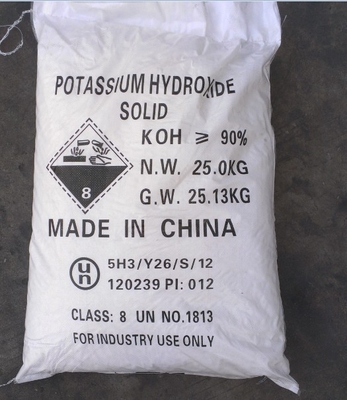 POTASSIUM HYDROXIDE
SOLID
KOH ≥ 90%
N.W. 25.0KG
8
G.W. 25.13KG
MADE IN CHINA
un
5H3/Y26/S/12
120239 PI: 012
CLASS: 8 UN NO.1813
FOR INDUSTRY USE ONLY